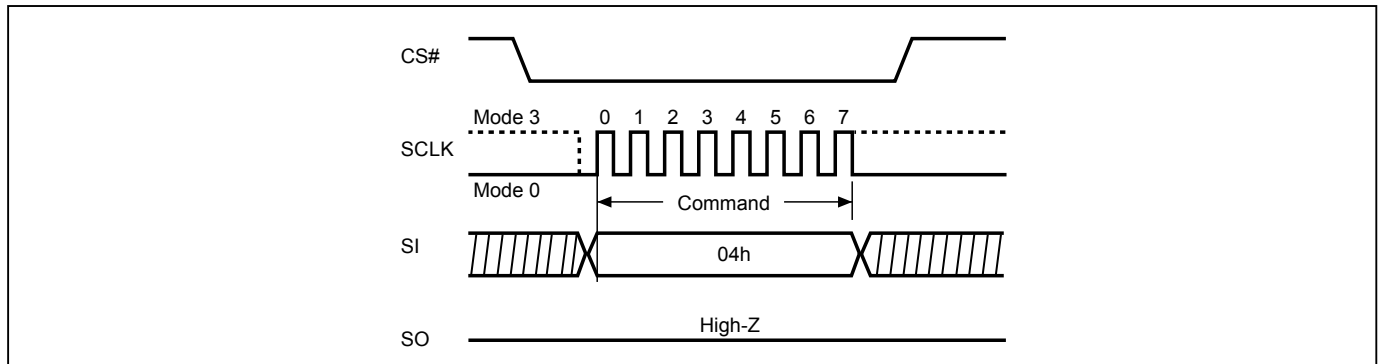 CS#
Mode 3 0 1 2 3 4 5 6 7
SCLK
Mode 0
Command
SI
04h
High-Z
SO